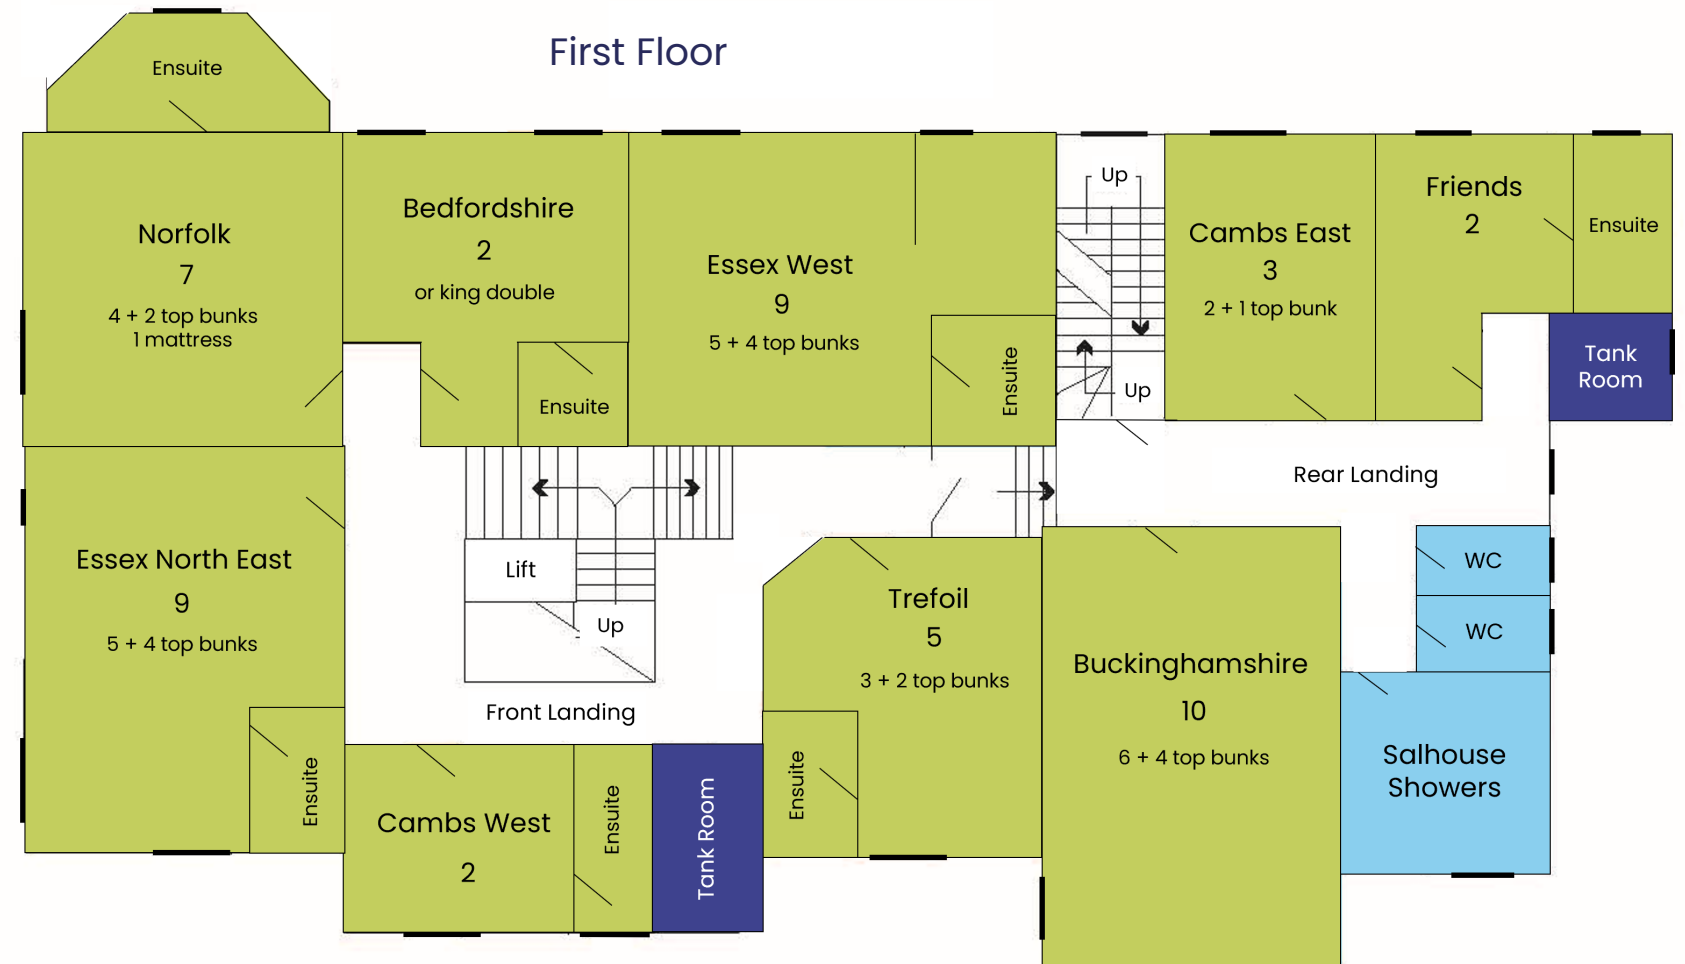 First Floor
Ensuite
Norfolk
7
4 + 2 top bunks
1 mattress
Bedfordshire
2
or king double
Ensuite
Essex West
9
5 + 4 top bunks
Ensuite
Up
Up
Cambs East
3
2 + 1 top bunk
Friends
2
Ensuite
Tank
Room
Rear Landing
Essex North East
9
5 + 4 top bunks
Ensuite
Lift
Up
Front Landing
Cambs West
2
Ensuite
Tank Room
Trefoil
5
3 + 2 top bunks
Ensuite
Buckinghamshire
10
6 + 4 top bunks
WC
WC
Salhouse
Showers